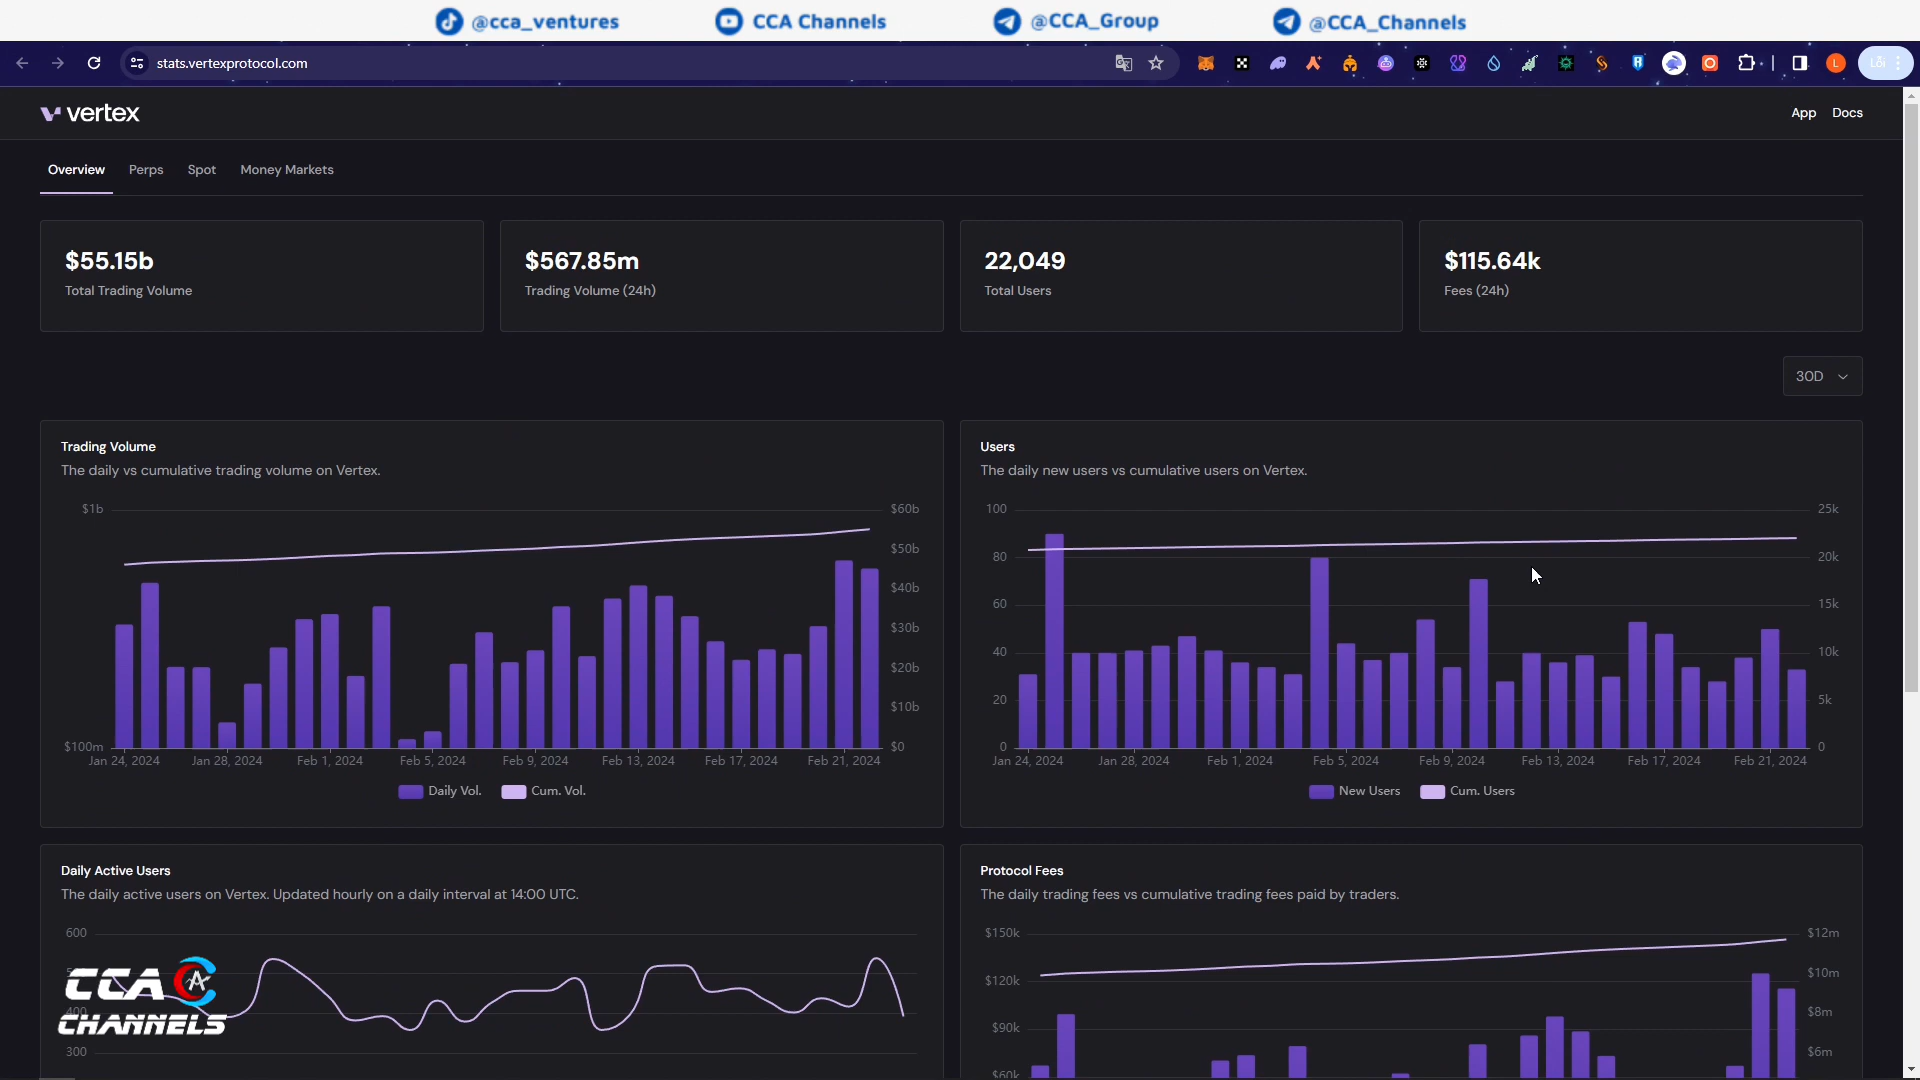 @cca_ventures CCA Channels @CCA_Group @CCA_Channels
stats.vertexprotocol.com
vertex App Docs
Overview Perps Spot Money Markets
$55.15b $567.85m 22,049 $115.64k
Total Trading Volume Trading Volume (24h) Total Users Fees (24h)
30D
Trading Volume
The daily vs cumulative trading volume on Vertex.
$1b $60b
$50b
$40b
$30b
$20b
$10b
$100m $0
Jan 24, 2024 Jan 28, 2024 Feb 1, 2024 Feb 5, 2024 Feb 9, 2024 Feb 13, 2024 Feb 17, 2024 Feb 21, 2024
Daily Vol. Cum. Vol.
Users
The daily new users vs cumulative users on Vertex.
100 25k
80 20k
60 15k
40 10k
20 5k
0 0
Jan 24, 2024 Jan 28, 2024 Feb 1, 2024 Feb 5, 2024 Feb 9, 2024 Feb 13, 2024 Feb 17, 2024 Feb 21, 2024
New Users Cum. Users
Daily Active Users
The daily active users on Vertex. Updated hourly on a daily interval at 14:00 UTC.
600
400
300
CCA
CHANNELS
Protocol Fees
The daily trading fees vs cumulative trading fees paid by traders.
$150k $12m
$120k $10m
$8m
$90k
$6m
$60k